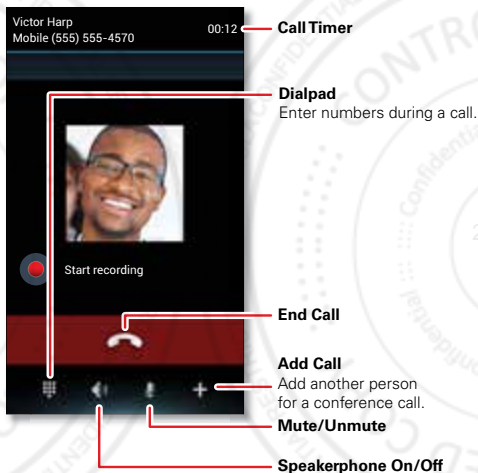 Victor Harp
Mobile (555) 555-4570
00:12
Call Timer
Dialpad
Enter numbers during a call.
Start recording
End Call
Add Call
Add another person
for a conference call.
Mute/Unmute
Speakerphone On/Off